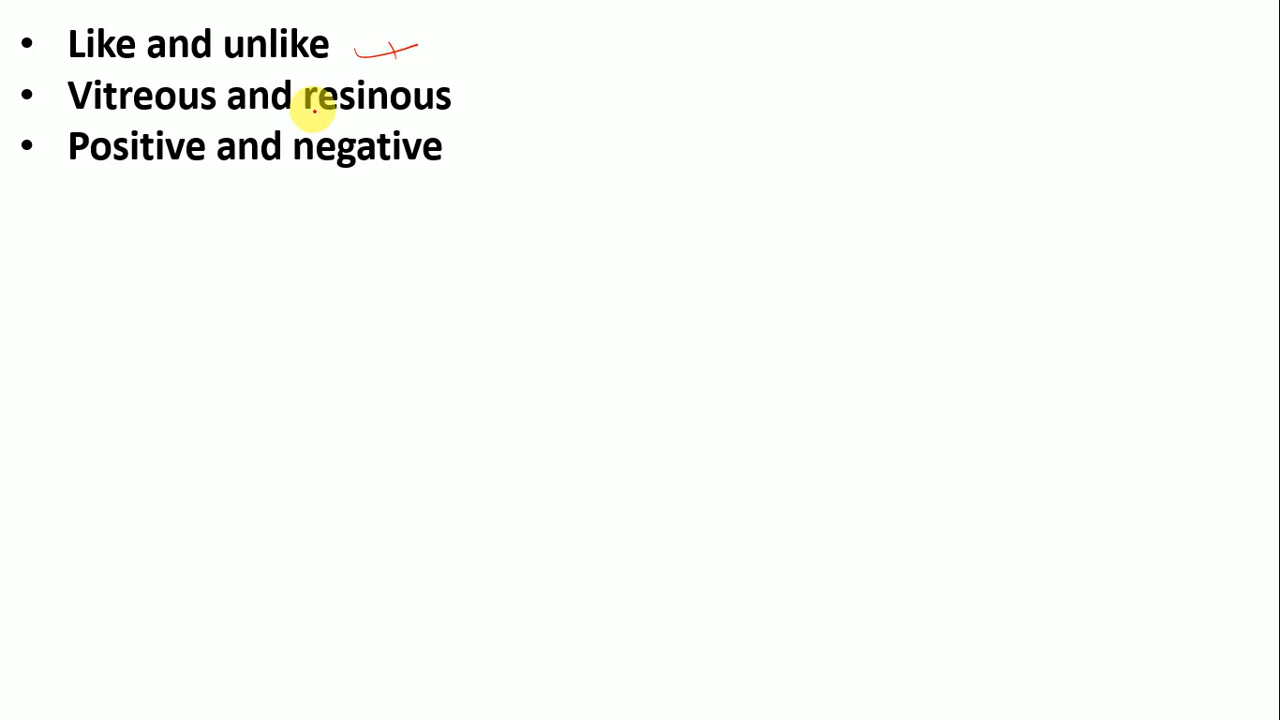 • Like and unlike
• Vitreous and resinous
• Positive and negative